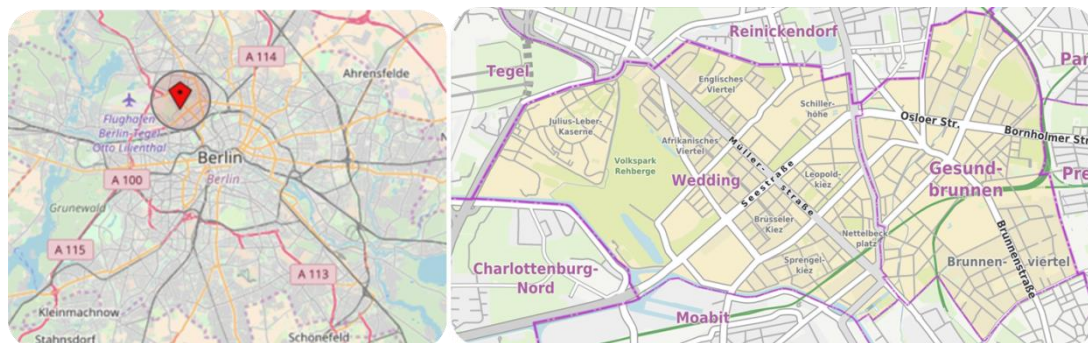 A 114
Ahrensfelde
Flughafen
Berlin-Tegel
Otto Lilienthal
Berlin
A 100
Berlin
Grunewald
A 115
A 113
Kleinmachnow
Stahnsdorf
Schönefeld
Reinickendorf
Tegel
Englisches
Viertel
Schiller-
höhe
Julius-Leber-
Kaserne
Afrikanisches
Viertel
Osloer Str.
Bornholmer Str
Volkspark
Rehberge
Müller-
straße
Wedding
Seestraße
Leopold-
kiez
Gesund-
brunnen
Brüsseler
Kiez
Nettelbeck
platz
Sprengel-
kiez
Brunnenstraße
Brunnen-
viertel
Charlottenburg-
Nord
Moabit